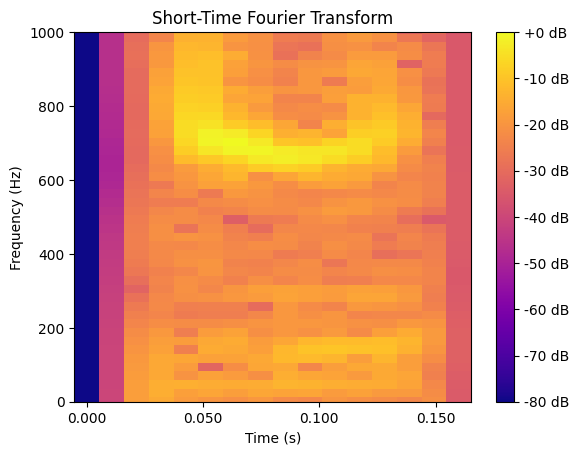 Short-Time Fourier Transform
1000
800
600
400
200
0
Frequency (Hz)
0.000
0.050
0.100
0.150
Time (s)
+0 dB
-10 dB
-20 dB
-30 dB
-40 dB
-50 dB
-60 dB
-70 dB
-80 dB